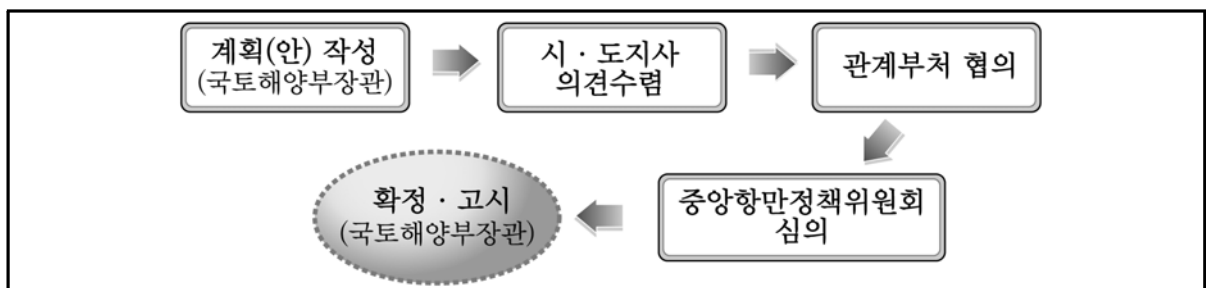 계획(안) 작성
(국토해양부장관)
시 · 도지사
의견수렴
관계부처 협의
중앙항만정책위원회
심의
확정 · 고시
(국토해양부장관)